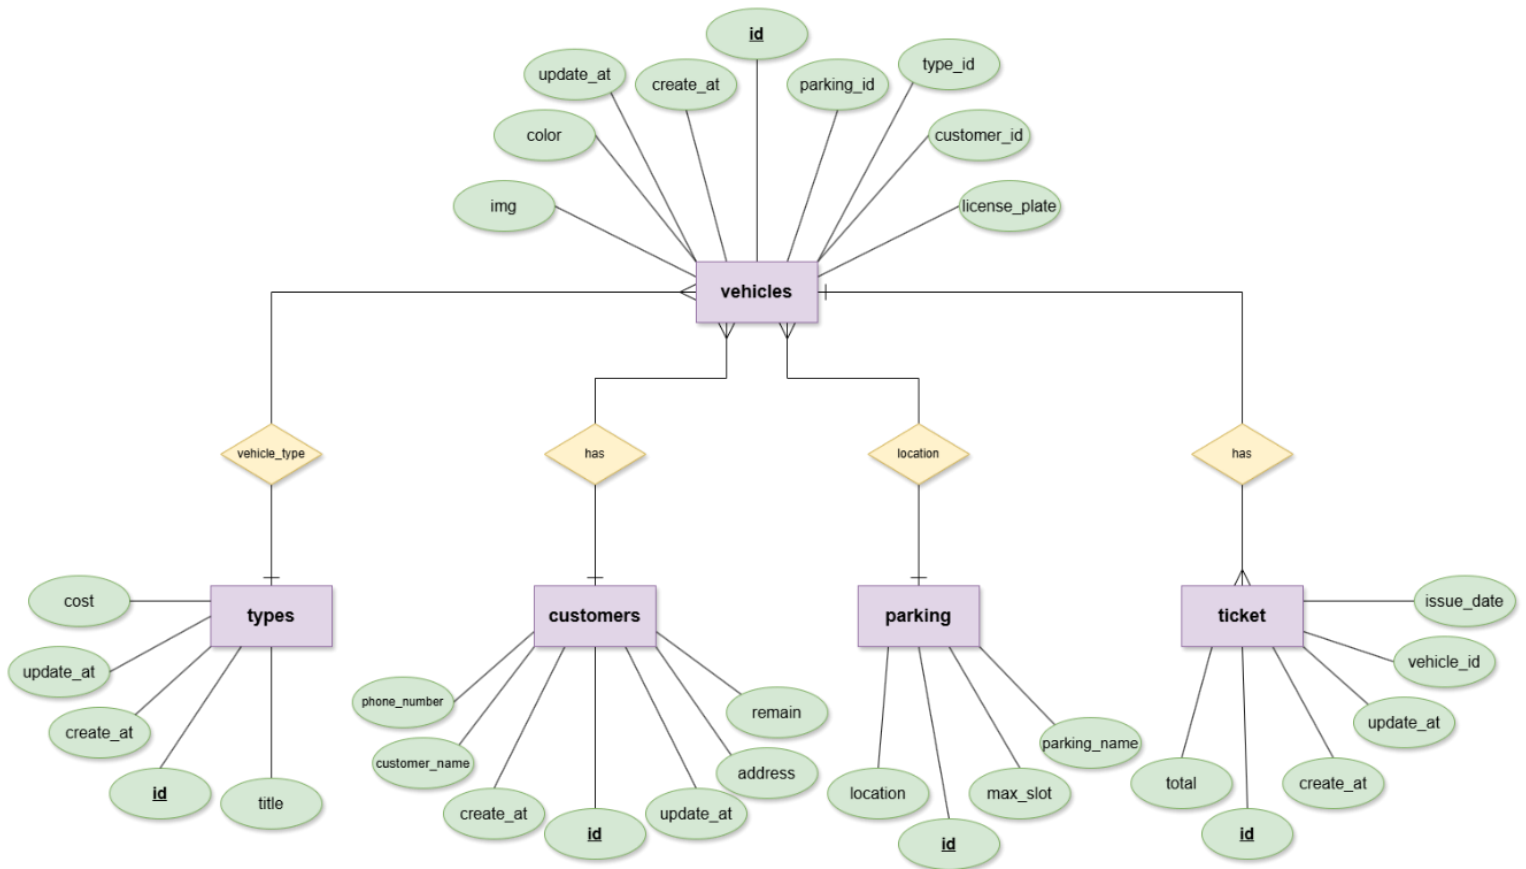 id
update_at
create_at
parking_id
type_id
color
customer_id
img
license_plate
vehicles
vehicle_type
has
location
has
types
customers
parking
ticket
cost
update_at
create_at
id
title
phone_number
customer_name
create_at
id
update_at
address
remain
location
id
max_slot
parking_name
total
id
create_at
update_at
vehicle_id
issue_date